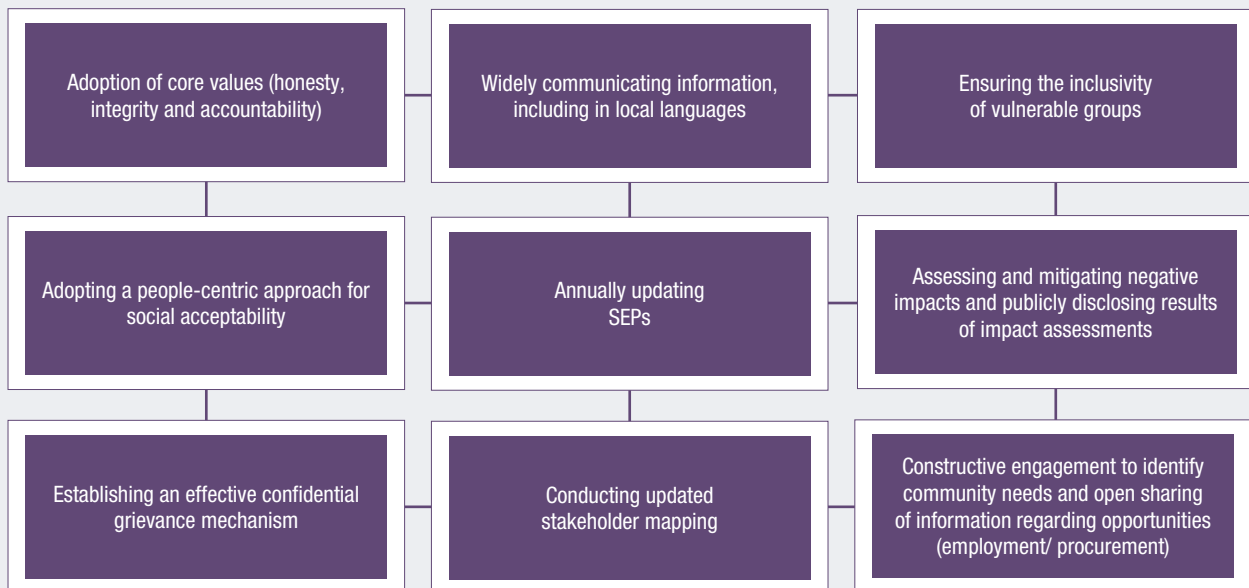 Adoption of core values (honesty,
integrity and accountability)
Widely communicating information,
including in local languages
Ensuring the inclusivity
of vulnerable groups
Adopting a people-centric approach for
social acceptability
Annually updating
SEPs
Assessing and mitigating negative
impacts and publicly disclosing results
of impact assessments
Establishing an effective confidential
grievance mechanism
Conducting updated
stakeholder mapping
Constructive engagement to identify
community needs and open sharing
of information regarding opportunities
(employment/ procurement)